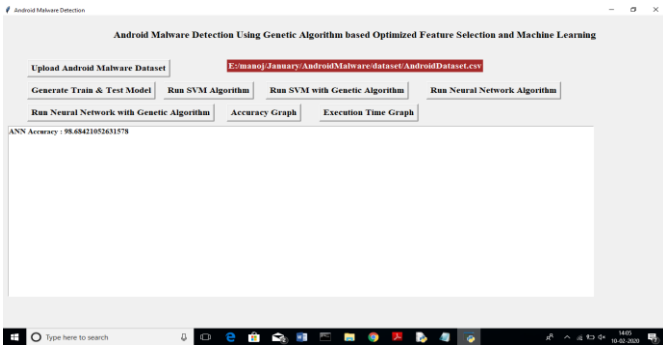 Android Malware Detection
Android Malware Detection Using Genetic Algorithm based Optimized Feature Selection and Machine Learning
Upload Android Malware Dataset
E:/manoj/January/AndroidMalware/dataset/AndroidDataset.csv
Generate Train & Test Model Run SVM Algorithm Run SVM with Genetic Algorithm Run Neural Network Algorithm
Run Neural Network with Genetic Algorithm Accuracy Graph Execution Time Graph
ANN Accuracy : 98.68421052631578
Type here to search
14:05
10-02-2020